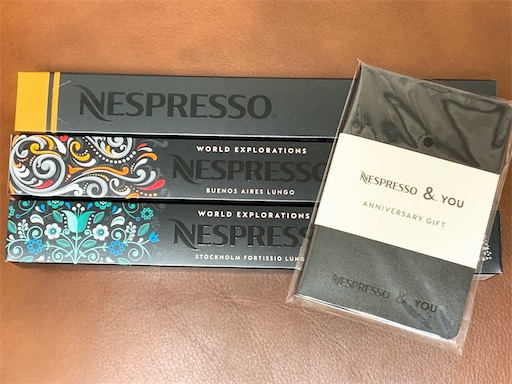 NESPRESSO
WORLD EXPLORATIONS
NESPRESSO
BUENOS AIRES LUNGO
WORLD EXPLORATIONS
NESPRESSO
STOCKHOLM FORTISSIO LUNGO
NESPRESSO & YOU
ANNIVERSARY GIFT
NESPRESSO & YOU